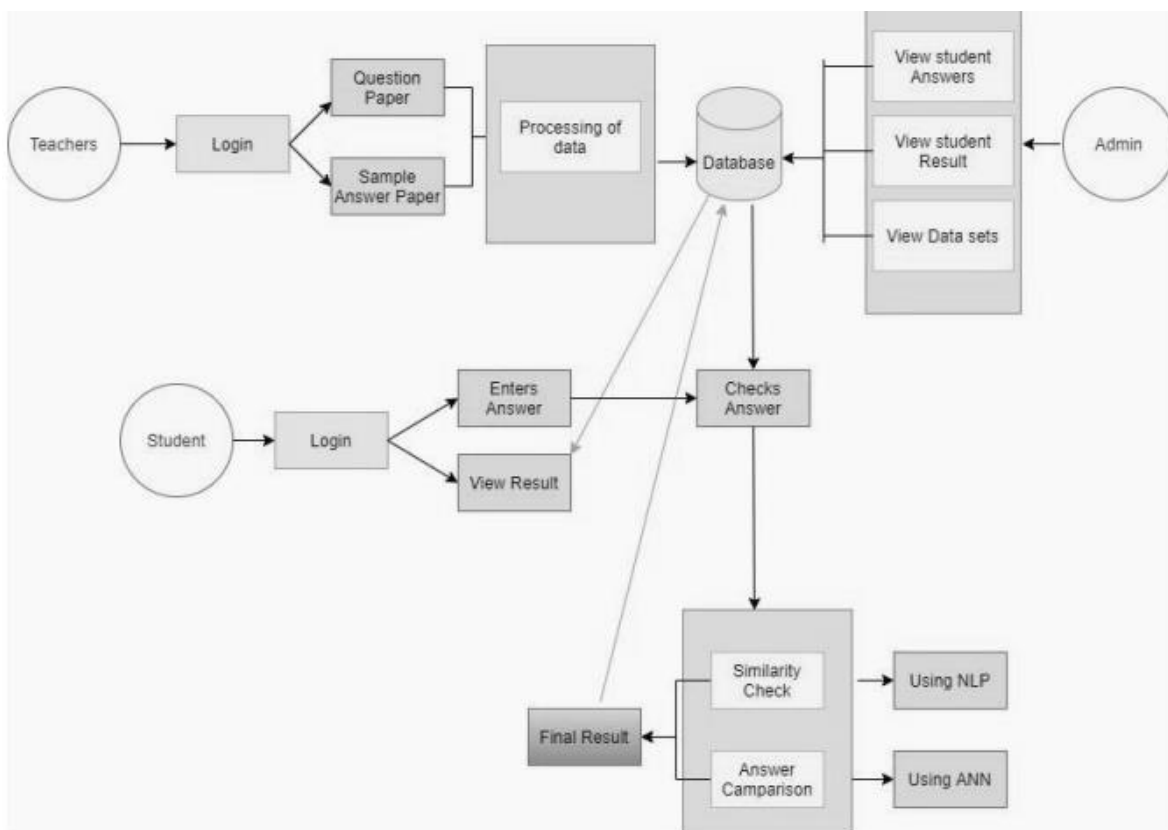 View student
Answers
Question
Paper
Teachers
Login
Processing of
data
Database
View student
Result
Admin
Sample
Answer Paper
View Data sets
Enters
Answer
Checks
Answer
Student
Login
View Result
Similarity
Check
Using NLP
Final Result
Answer
Camparison
Using ANN